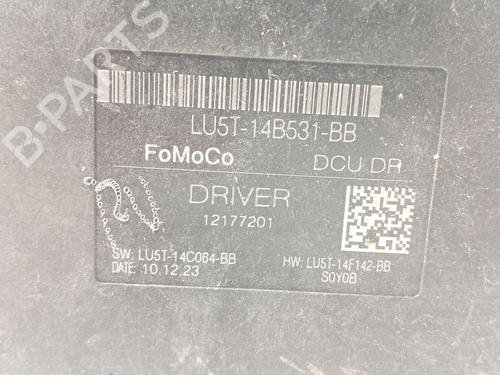 B-PARTS
LU5T-14B531-BB
FoMoCo DCU DR
DRIVER
12177201
SW: LU5T-14C064-BB
DATE: 10.12.23
HW: LU5T-14F142-BB
S0Y0B